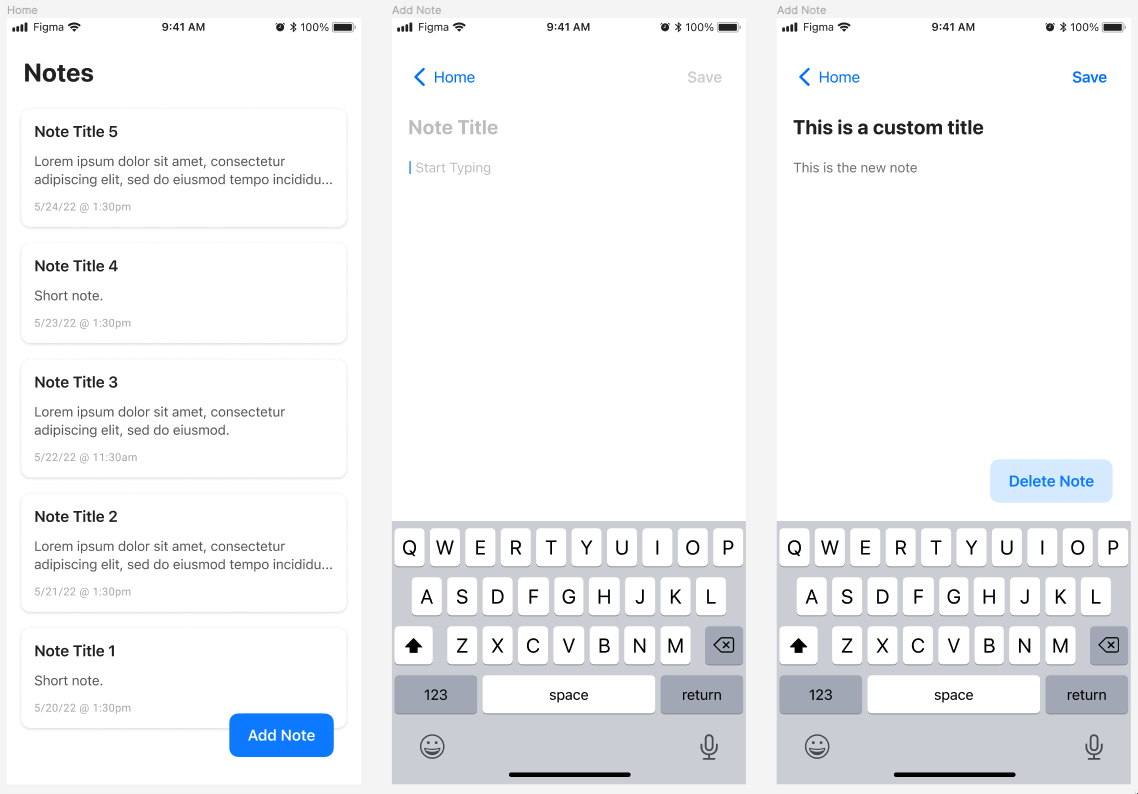 Home
Figma 9:41 AM 100%
Notes
Note Title 5
Lorem ipsum dolor sit amet, consectetur
adipiscing elit, sed do eiusmod tempo incididu...
5/24/22 @ 1:30pm
Note Title 4
Short note.
5/23/22 @ 1:30pm
Note Title 3
Lorem ipsum dolor sit amet, consectetur
adipiscing elit, sed do eiusmod.
5/22/22 @ 11:30am
Note Title 2
Lorem ipsum dolor sit amet, consectetur
adipiscing elit, sed do eiusmod tempo incididu...
5/21/22 @ 1:30pm
Note Title 1
Short note.
5/20/22 @ 1:30pm
Add Note
Add Note
Figma 9:41 AM 100%
Home Save
Note Title
Start Typing
Q W E R T Y U I O P
A S D F G H J K L
Z X C V B N M
123 space return
Add Note
Figma 9:41 AM 100%
Home Save
This is a custom title
This is the new note
Delete Note
Q W E R T Y U I O P
A S D F G H J K L
Z X C V B N M
123 space return